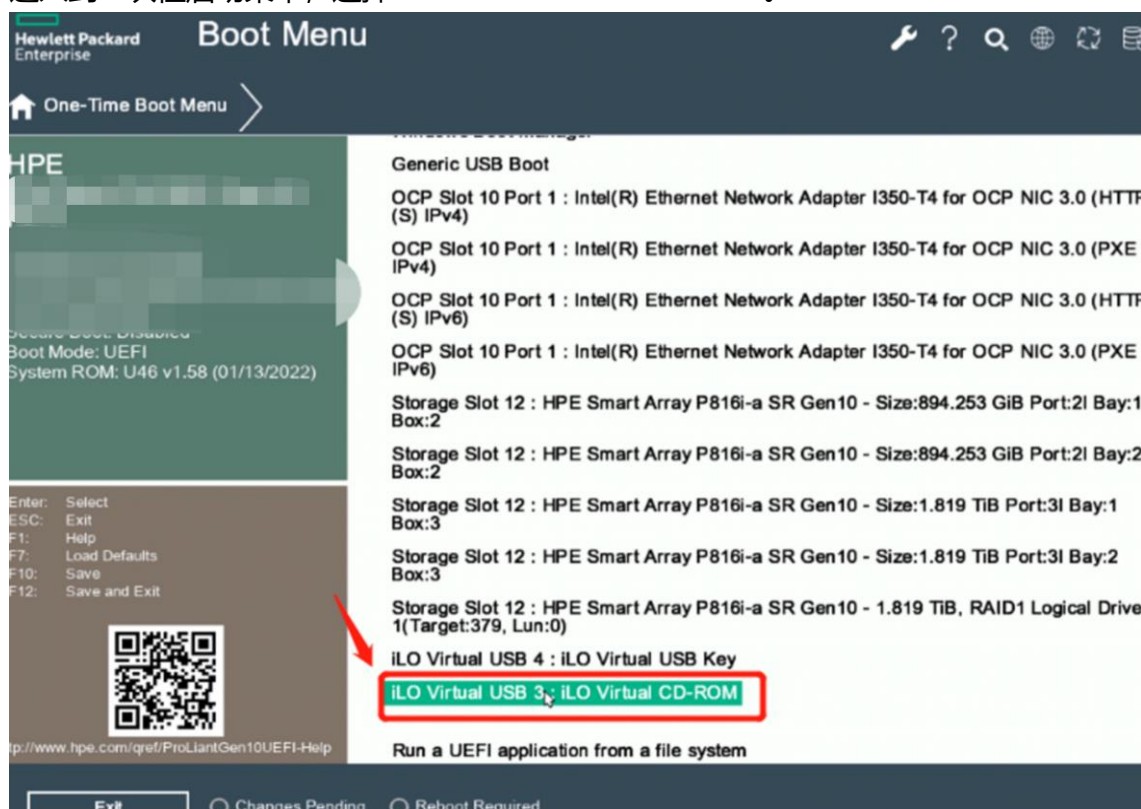 Hewlett Packard
Enterprise
Boot Menu
?
One-Time Boot Menu
HPE
Boot Mode: UEFI
System ROM: U46 v1.58 (01/13/2022)
Enter: Select
ESC: Exit
F1: Help
F7: Load Defaults
F10: Save
F12: Save and Exit
tp://www.hpe.com/qref/ProLiantGen10UEFI-Help
Generic USB Boot
OCP Slot 10 Port 1 : Intel(R) Ethernet Network Adapter I350-T4 for OCP NIC 3.0 (HTTP
(S) IPv4)
OCP Slot 10 Port 1 : Intel(R) Ethernet Network Adapter I350-T4 for OCP NIC 3.0 (PXE
IPv4)
OCP Slot 10 Port 1 : Intel(R) Ethernet Network Adapter I350-T4 for OCP NIC 3.0 (HTTP
(S) IPv6)
OCP Slot 10 Port 1 : Intel(R) Ethernet Network Adapter I350-T4 for OCP NIC 3.0 (PXE
IPv6)
Storage Slot 12 : HPE Smart Array P816i-a SR Gen10 - Size:894.253 GiB Port:2I Bay:1
Box:2
Storage Slot 12 : HPE Smart Array P816i-a SR Gen10 - Size:894.253 GiB Port:2I Bay:2
Box:2
Storage Slot 12 : HPE Smart Array P816i-a SR Gen10 - Size:1.819 TiB Port:3I Bay:1
Box:3
Storage Slot 12 : HPE Smart Array P816i-a SR Gen10 - Size:1.819 TiB Port:3I Bay:2
Box:3
Storage Slot 12 : HPE Smart Array P816i-a SR Gen10 - 1.819 TiB, RAID1 Logical Drive
1(Target:379, Lun:0)
iLO Virtual USB 4 : iLO Virtual USB Key
iLO Virtual USB 3 : iLO Virtual CD-ROM
Run a UEFI application from a file system
Exit
Changes Pending
Reboot Required